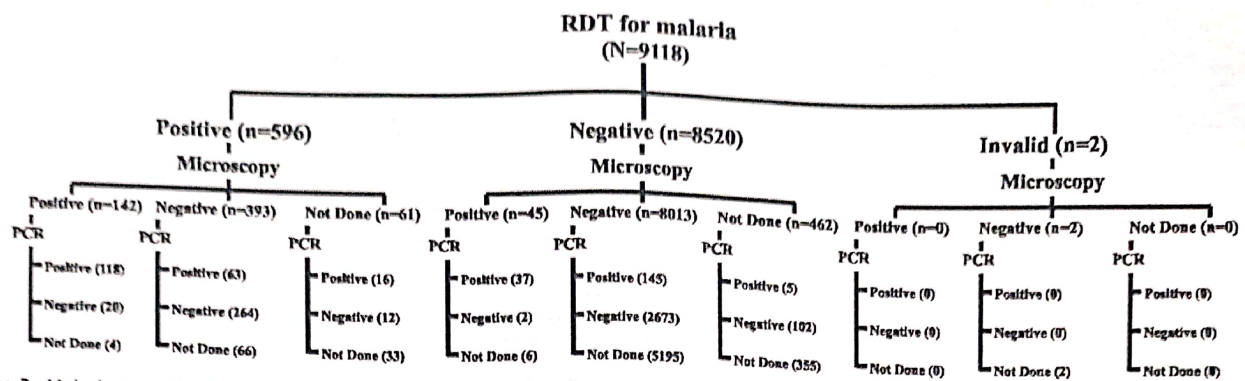 RDT for malaria
(N=9118)
Positive (n=596)
Negative (n=8520)
Invalid (n=2)
Microscopy
Microscopy
Microscopy
Positive (n=142)
Negative (n=393)
Not Done (n=61)
Positive (n=45)
Negative (n=8013)
Not Done (n=462)
Positive (n=0)
Negative (n=2)
Not Done (n=0)
PCR
PCR
PCR
PCR
PCR
PCR
PCR
PCR
PCR
Positive (118)
Negative (20)
Not Done (4)
Positive (63)
Negative (264)
Not Done (66)
Positive (16)
Negative (12)
Not Done (33)
Positive (37)
Negative (2)
Not Done (6)
Positive (145)
Negative (2673)
Not Done (5195)
Positive (5)
Negative (102)
Not Done (355)
Positive (0)
Negative (0)
Not Done (0)
Positive (0)
Negative (0)
Not Done (2)
Positive (0)
Negative (0)
Not Done (0)